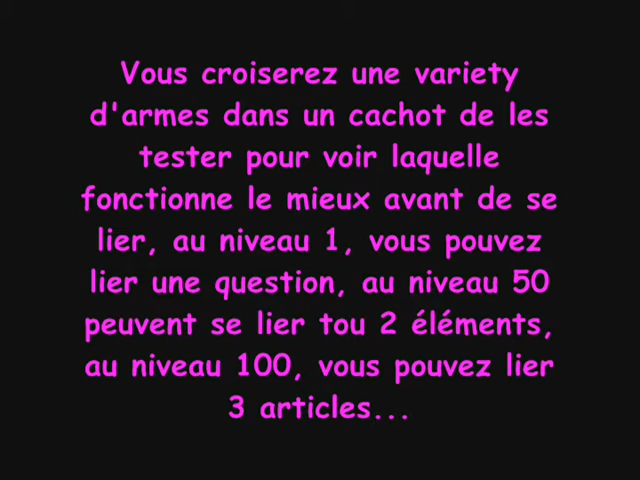 Vous croiserez une variety
d'armes dans un cachot de les
tester pour voir laquelle
fonctionne le mieux avant de se
lier, au niveau 1, vous pouvez
lier une question, au niveau 50
peuvent se lier tou 2 éléments,
au niveau 100, vous pouvez lier
3 articles...